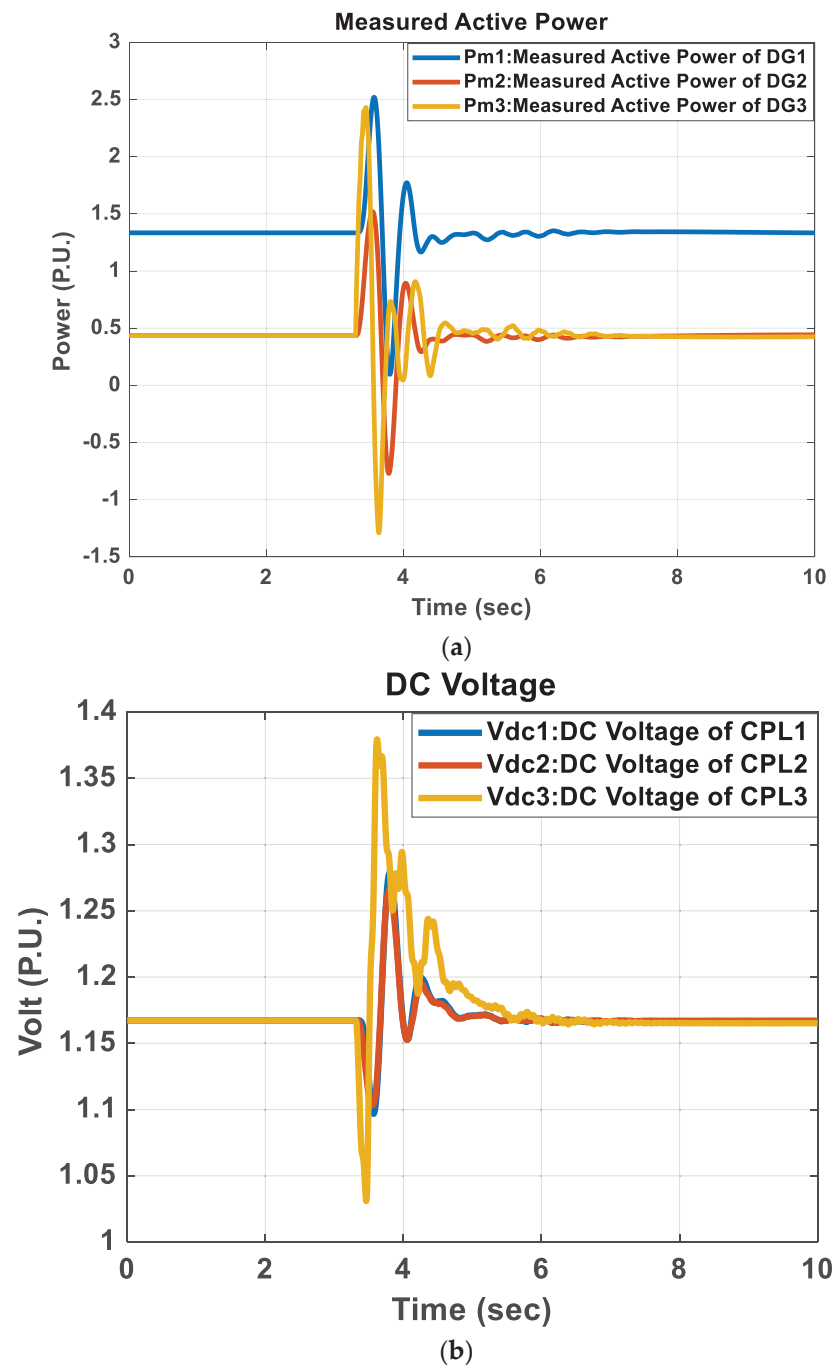 Measured Active Power
Pm1:Measured Active Power of DG1
Pm2:Measured Active Power of DG2
Pm3:Measured Active Power of DG3
Power (P.U.)
3
2.5
2
1.5
1
0.5
0
-0.5
-1
-1.5
0 2 4 6 8 10
Time (sec)
(a)
DC Voltage
Vdc1:DC Voltage of CPL1
Vdc2:DC Voltage of CPL2
Vdc3:DC Voltage of CPL3
Volt (P.U.)
1.4
1.35
1.3
1.25
1.2
1.15
1.1
1.05
1
0 2 4 6 8 10
Time (sec)
(b)